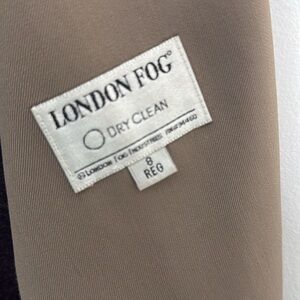 LONDON FOG®
DRY CLEAN
© LONDON FOG INDUSTRIES
8
REG